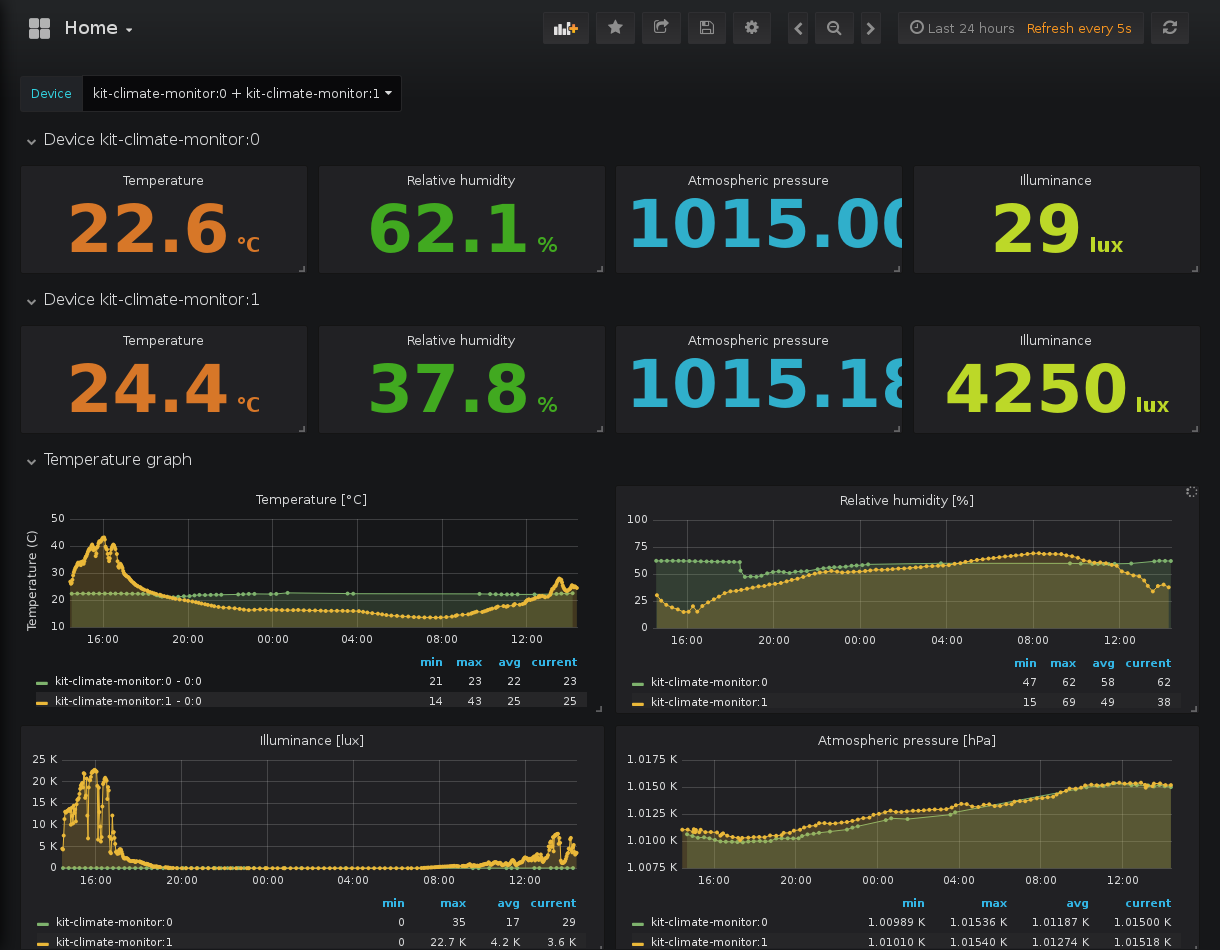 Home
Last 24 hours Refresh every 5s
Device kit-climate-monitor:0 + kit-climate-monitor:1
Device kit-climate-monitor:0
Temperature Relative humidity Atmospheric pressure Illuminance
22.6 °C 62.1 % 1015.00 29 lux
Device kit-climate-monitor:1
Temperature Relative humidity Atmospheric pressure Illuminance
24.4 °C 37.8 % 1015.18 4250 lux
Temperature graph
Temperature [°C]
Temperature (C)
50
40
30
20
10
16:00 20:00 00:00 04:00 08:00 12:00
min max avg current
kit-climate-monitor:0 - 0:0 21 23 22 23
kit-climate-monitor:1 - 0:0 14 43 25 25
Relative humidity [%]
100
75
50
25
0
16:00 20:00 00:00 04:00 08:00 12:00
min max avg current
kit-climate-monitor:0 47 62 58 62
kit-climate-monitor:1 15 69 49 38
Illuminance [lux]
25 K
20 K
15 K
10 K
5 K
0
16:00 20:00 00:00 04:00 08:00 12:00
min max avg current
kit-climate-monitor:0 0 35 17 29
kit-climate-monitor:1 0 22.7 K 4.2 K 3.6 K
Atmospheric pressure [hPa]
1.0175 K
1.0150 K
1.0125 K
1.0100 K
1.0075 K
16:00 20:00 00:00 04:00 08:00 12:00
min max avg current
kit-climate-monitor:0 1.00989 K 1.01536 K 1.01187 K 1.01500 K
kit-climate-monitor:1 1.01010 K 1.01540 K 1.01274 K 1.01518 K